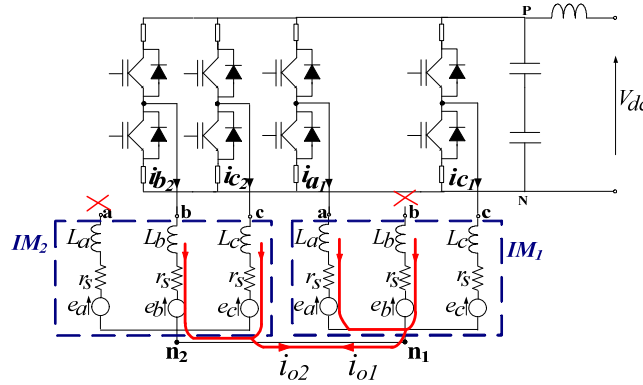 P
V_dc
i_b2 i_c2 i_a1 i_c1
N
a b c a b c
IM_2 L_a L_b L_c L_a L_b L_c IM_1
r_s r_s r_s r_s r_s r_s
e_a e_b e_c e_a e_b e_c
n_2 n_1
i_o2 i_o1